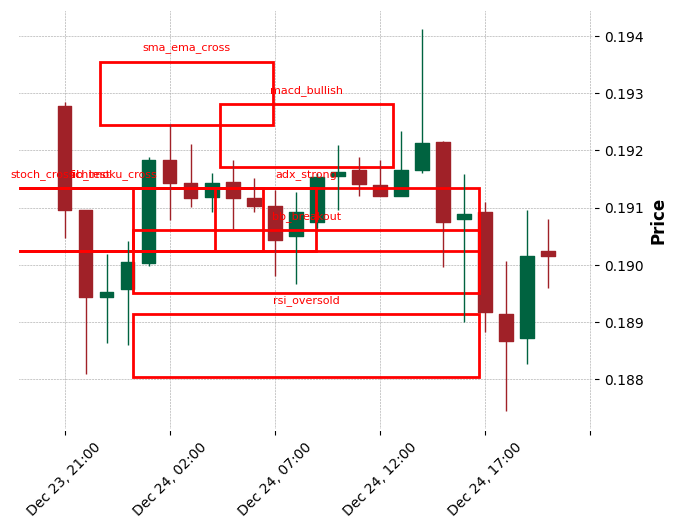 sma_ema_cross
0.194
0.193
macd_bullish
0.192
adx_strong
0.191
0.190
rsi_oversold
0.189
0.188
Price
Dec 23, 21:00
Dec 24, 02:00
Dec 24, 07:00
Dec 24, 12:00
Dec 24, 17:00